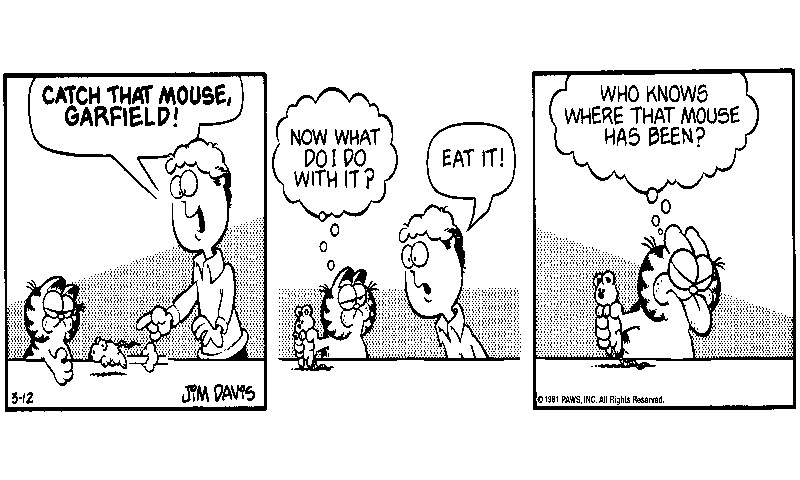 CATCH THAT MOUSE,
GARFIELD!
3-12
JIM DAVIS
NOW WHAT
DO I DO
WITH IT?
EAT IT!
WHO KNOWS
WHERE THAT MOUSE
HAS BEEN?
© 1981 PAWS, INC. All Rights Reserved.